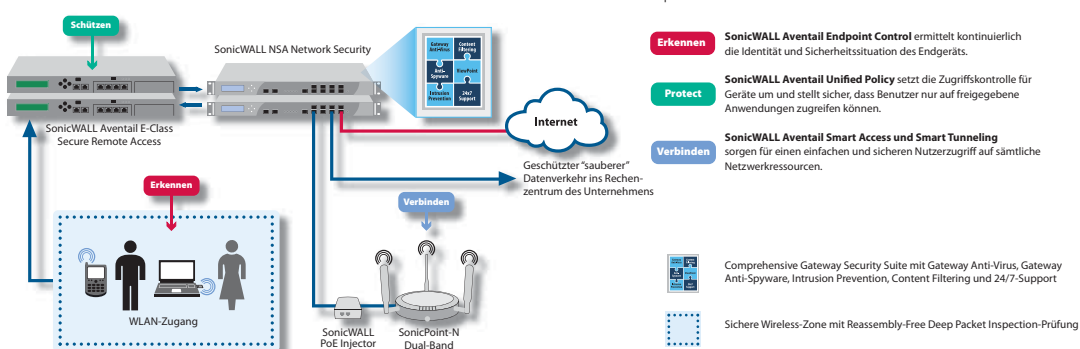 Schützen
SonicWALL NSA Network Security
Gateway
Anti-Virus
Content
Filtering
Anti-
Spyware
ViewPoint
Intrusion
Prevention
24x7
Support
SonicWALL Aventail E-Class
Secure Remote Access
Internet
Geschützter “sauberer”
Datenverkehr ins Rechen-
zentrum des Unternehmens
Erkennen
Verbinden
WLAN-Zugang
SonicWALL
PoE Injector
SonicPoint-N
Dual-Band
Erkennen
SonicWALL Aventail Endpoint Control ermittelt kontinuierlich
die Identität und Sicherheitssituation des Endgeräts.
Protect
SonicWALL Aventail Unified Policy setzt die Zugriffskontrolle für
Geräte um und stellt sicher, dass Benutzer nur auf freigegebene
Anwendungen zugreifen können.
Verbinden
SonicWALL Aventail Smart Access und Smart Tunneling
sorgen für einen einfachen und sicheren Nutzerzugriff auf sämtliche
Netzwerkressourcen.
Comprehensive Gateway Security Suite mit Gateway Anti-Virus, Gateway
Anti-Spyware, Intrusion Prevention, Content Filtering und 24/7-Support
Sichere Wireless-Zone mit Reassembly-Free Deep Packet Inspection-Prüfung